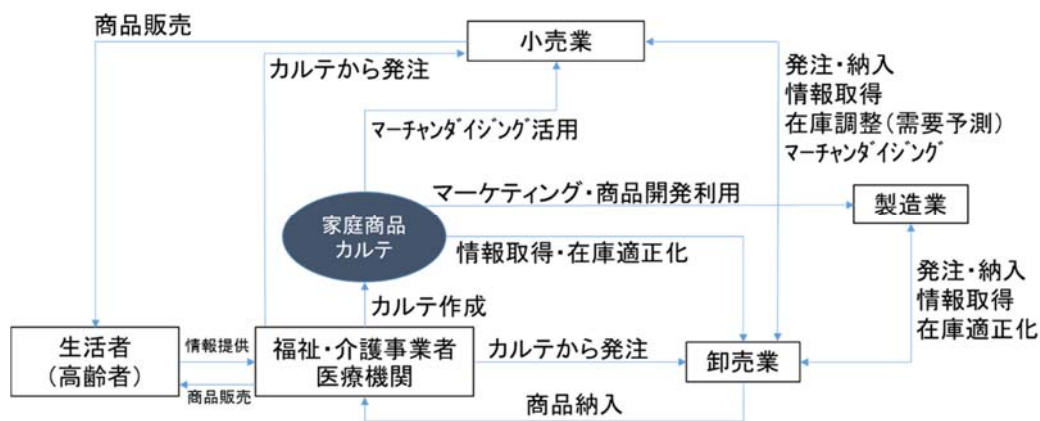 商品販売
小売業
カルテから発注
発注・納入
情報取得
在庫調整(需要予測)
ﾏｰﾁｬﾝﾀﾞｲｼﾞﾝｸﾞ
ﾏｰﾁｬﾝﾀﾞｲｼﾞﾝｸﾞ活用
マーケティング・商品開発利用
製造業
家庭商品
カルテ
情報取得・在庫適正化
発注・納入
情報取得
在庫適正化
カルテ作成
生活者
(高齢者)
情報提供
商品販売
福祉・介護事業者
医療機関
カルテから発注
卸売業
商品納入